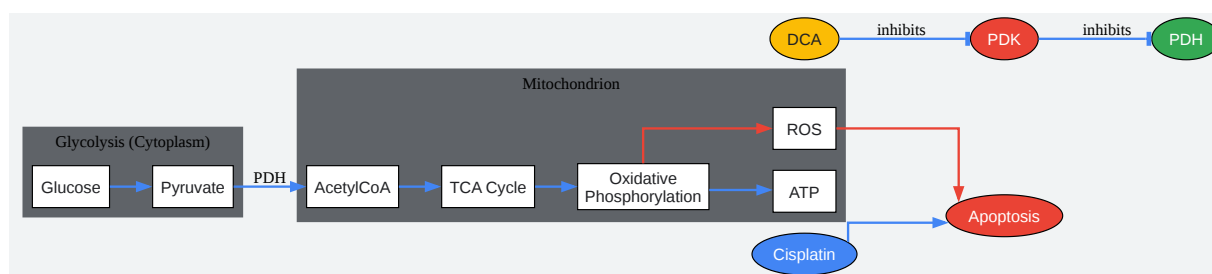 DCA
inhibits
PDK
inhibits
PDH
Mitochondrion
Glycolysis (Cytoplasm)
Glucose
Pyruvate
PDH
AcetylCoA
TCA Cycle
Oxidative
Phosphorylation
ROS
ATP
Apoptosis
Cisplatin